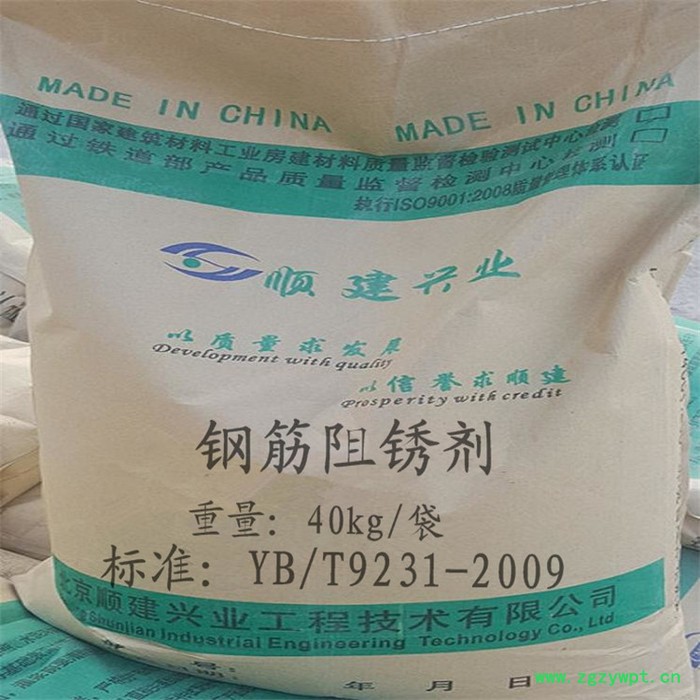 MADE IN CHINA
MADE IN CHINA
通过国家建筑材料工业房建材料质量监督检验测试中心
通过铁道部产品质量监督检测中心
执行ISO9001:2008质量管理体系认证
顺建兴业
以质量求发展
Development with quality
以信誉求顺建
Prosperity with credit
钢筋阻锈剂
重量: 40kg/袋
标准: YB/T9231-2009
北京顺建兴业工程技术有限公司
Shunjian Industrial Engineering Technology Co., Ltd
号:
年 月 日
www.zgzywpt.cn